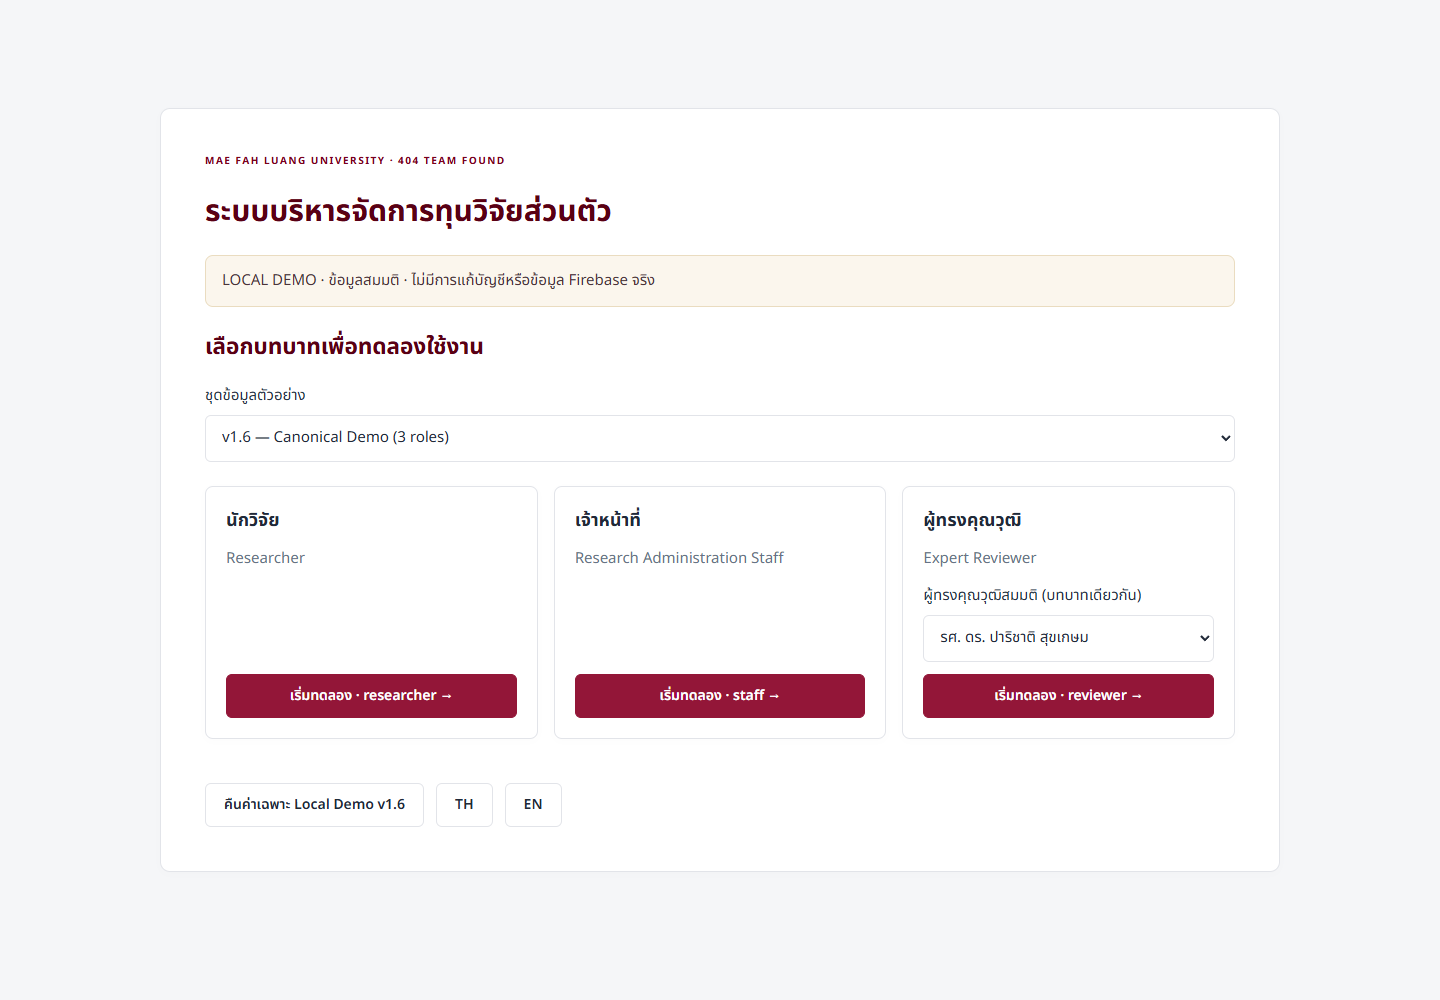 MAE FAH LUANG UNIVERSITY · 404 TEAM FOUND
ระบบบริหารจัดการทุนวิจัยส่วนตัว
LOCAL DEMO · ข้อมูลสมมติ · ไม่มีการแก้บัญชีหรือข้อมูล Firebase จริง
เลือกบทบาทเพื่อทดลองใช้งาน
ชุดข้อมูลตัวอย่าง
v1.6 — Canonical Demo (3 roles)
นักวิจัย
Researcher
เริ่มทดลอง · researcher →
เจ้าหน้าที่
Research Administration Staff
เริ่มทดลอง · staff →
ผู้ทรงคุณวุฒิ
Expert Reviewer
ผู้ทรงคุณวุฒิสมมติ (บทบาทเดียวกัน)
รศ. ดร. ปาริชาติ สุขเกษม
เริ่มทดลอง · reviewer →
คืนค่าเฉพาะ Local Demo v1.6
TH
EN